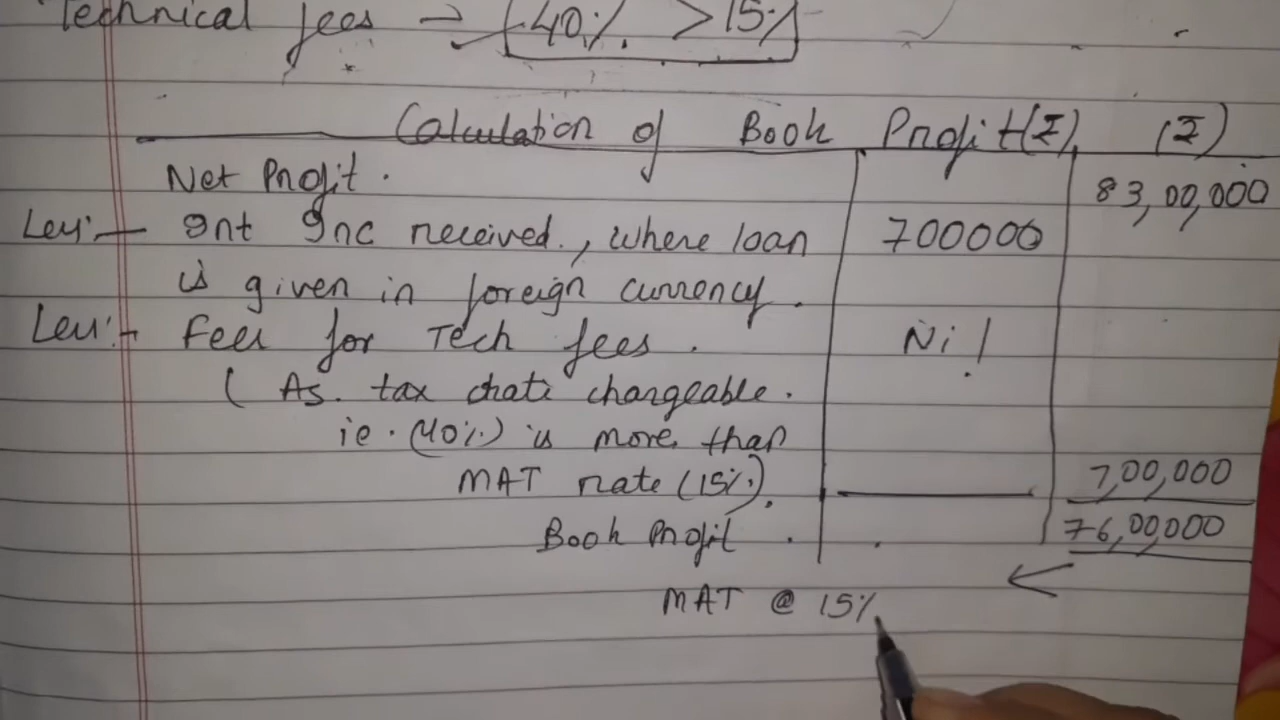 Technical fees → 40% > 15%
Calculation of Book Profit (₹) (₹)
Net Profit. 83,00,000
Less:- Int Inc received., where loan 700000
is given in foreign currency.
Less:- Fees for Tech fees. Nil
(As. tax rate chargeable.
ie. (40%) is more than
MAT rate (15%). 7,00,000
Book Profit. 76,00,000
MAT @ 15%